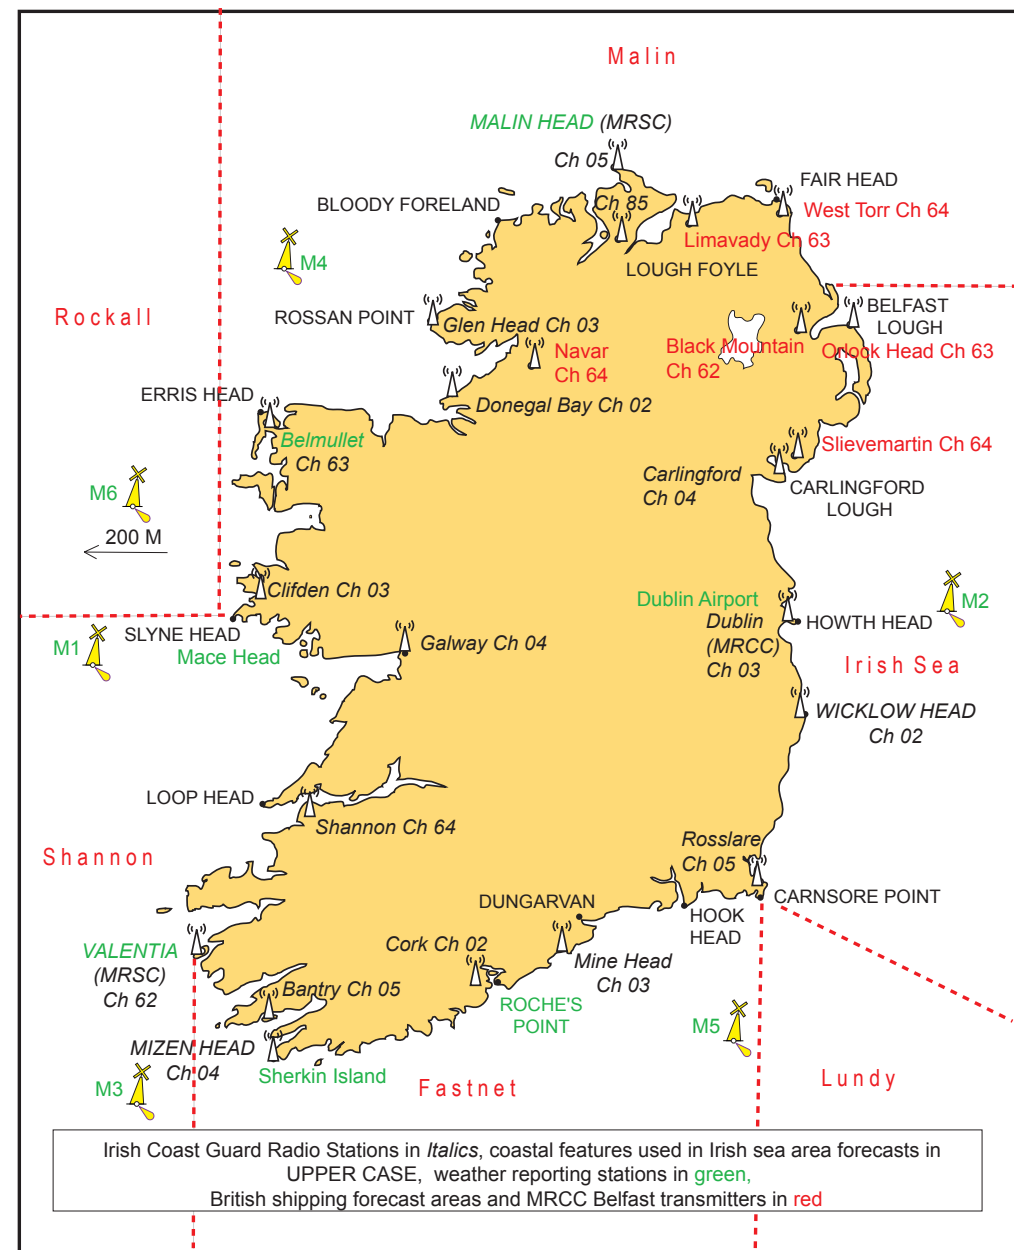 Malin
MALIN HEAD (MRSC)
Ch 05
FAIR HEAD
Ch 85
BLOODY FORELAND
West Torr Ch 64
Limavady Ch 63
M4
LOUGH FOYLE
Rockall
ROSSAN POINT
Glen Head Ch 03
BELFAST
LOUGH
Navar
Ch 64
Black Mountain
Ch 62
Orlock Head Ch 63
ERRIS HEAD
Donegal Bay Ch 02
Belmullet
Ch 63
Slievemartin Ch 64
Carlingford
Ch 04
CARLINGFORD
LOUGH
M6
200 M
Clifden Ch 03
Dublin Airport
M2
SLYNE HEAD
Dublin
(MRCC)
Ch 03
HOWTH HEAD
M1
Mace Head
Galway Ch 04
Irish Sea
WICKLOW HEAD
Ch 02
LOOP HEAD
Shannon Ch 64
Shannon
Rosslare
Ch 05
CARNSORE POINT
DUNGARVAN
HOOK
HEAD
VALENTIA
(MRSC)
Ch 62
Cork Ch 02
Mine Head
Ch 03
Bantry Ch 05
ROCHE'S
POINT
M5
MIZEN HEAD
Ch 04
Sherkin Island
M3
Fastnet
Lundy
Irish Coast Guard Radio Stations in Italics, coastal features used in Irish sea area forecasts in
UPPER CASE, weather reporting stations in green,
British shipping forecast areas and MRCC Belfast transmitters in red